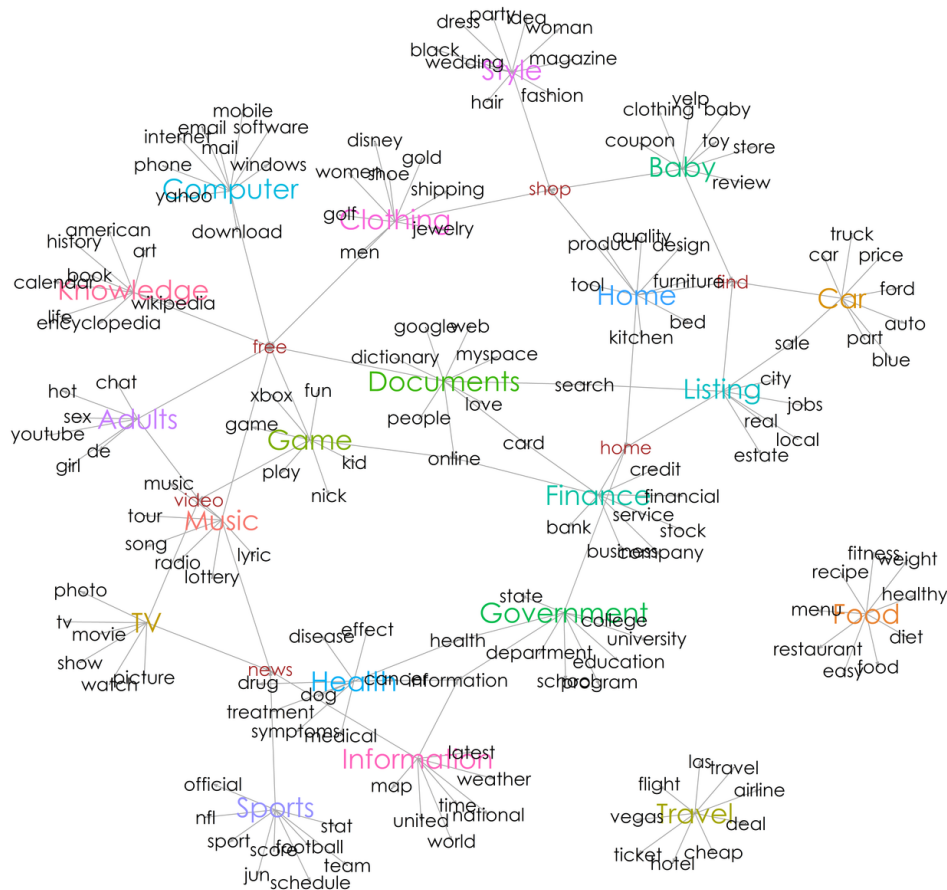 party
idea
dress
woman
black
wedding
magazine
Style
hair
fashion
mobile
email
software
internet
mail
phone
windows
Computer
yahoo
download
yelp
clothing
baby
coupon
toy
store
Baby
review
disney
gold
women
shoe
shipping
Clothing
golf
jewelry
men
shop
american
history
art
book
calendar
Knowledge
wikipedia
life
encyclopedia
quality
product
design
tool
furniture
Home
bed
kitchen
find
truck
car
price
ford
Car
auto
part
blue
sale
free
google
web
dictionary
myspace
Documents
people
love
search
city
Listing
jobs
real
local
estate
chat
hot
sex
Adults
youtube
de
girl
xbox
fun
game
Game
play
kid
nick
online
card
home
credit
Finance
financial
service
bank
stock
business
company
music
video
tour
Music
song
lyric
radio
lottery
photo
tv
TV
movie
show
watch
picture
state
Government
college
university
department
education
school
program
health
information
fitness
weight
recipe
healthy
menu
Food
diet
restaurant
easy
food
effect
disease
news
drug
Health
cancer
dog
treatment
symptoms
medical
Information
latest
map
weather
time
united
national
world
official
Sports
nfl
stat
sport
score
football
team
jun
schedule
las
travel
flight
airline
vegas
Travel
deal
ticket
hotel
cheap